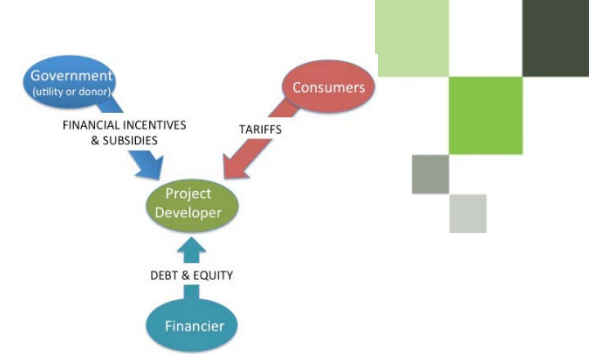 Government
(utility or donor)
Consumers
FINANCIAL INCENTIVES
& SUBSIDIES
TARIFFS
Project
Developer
DEBT & EQUITY
Financier